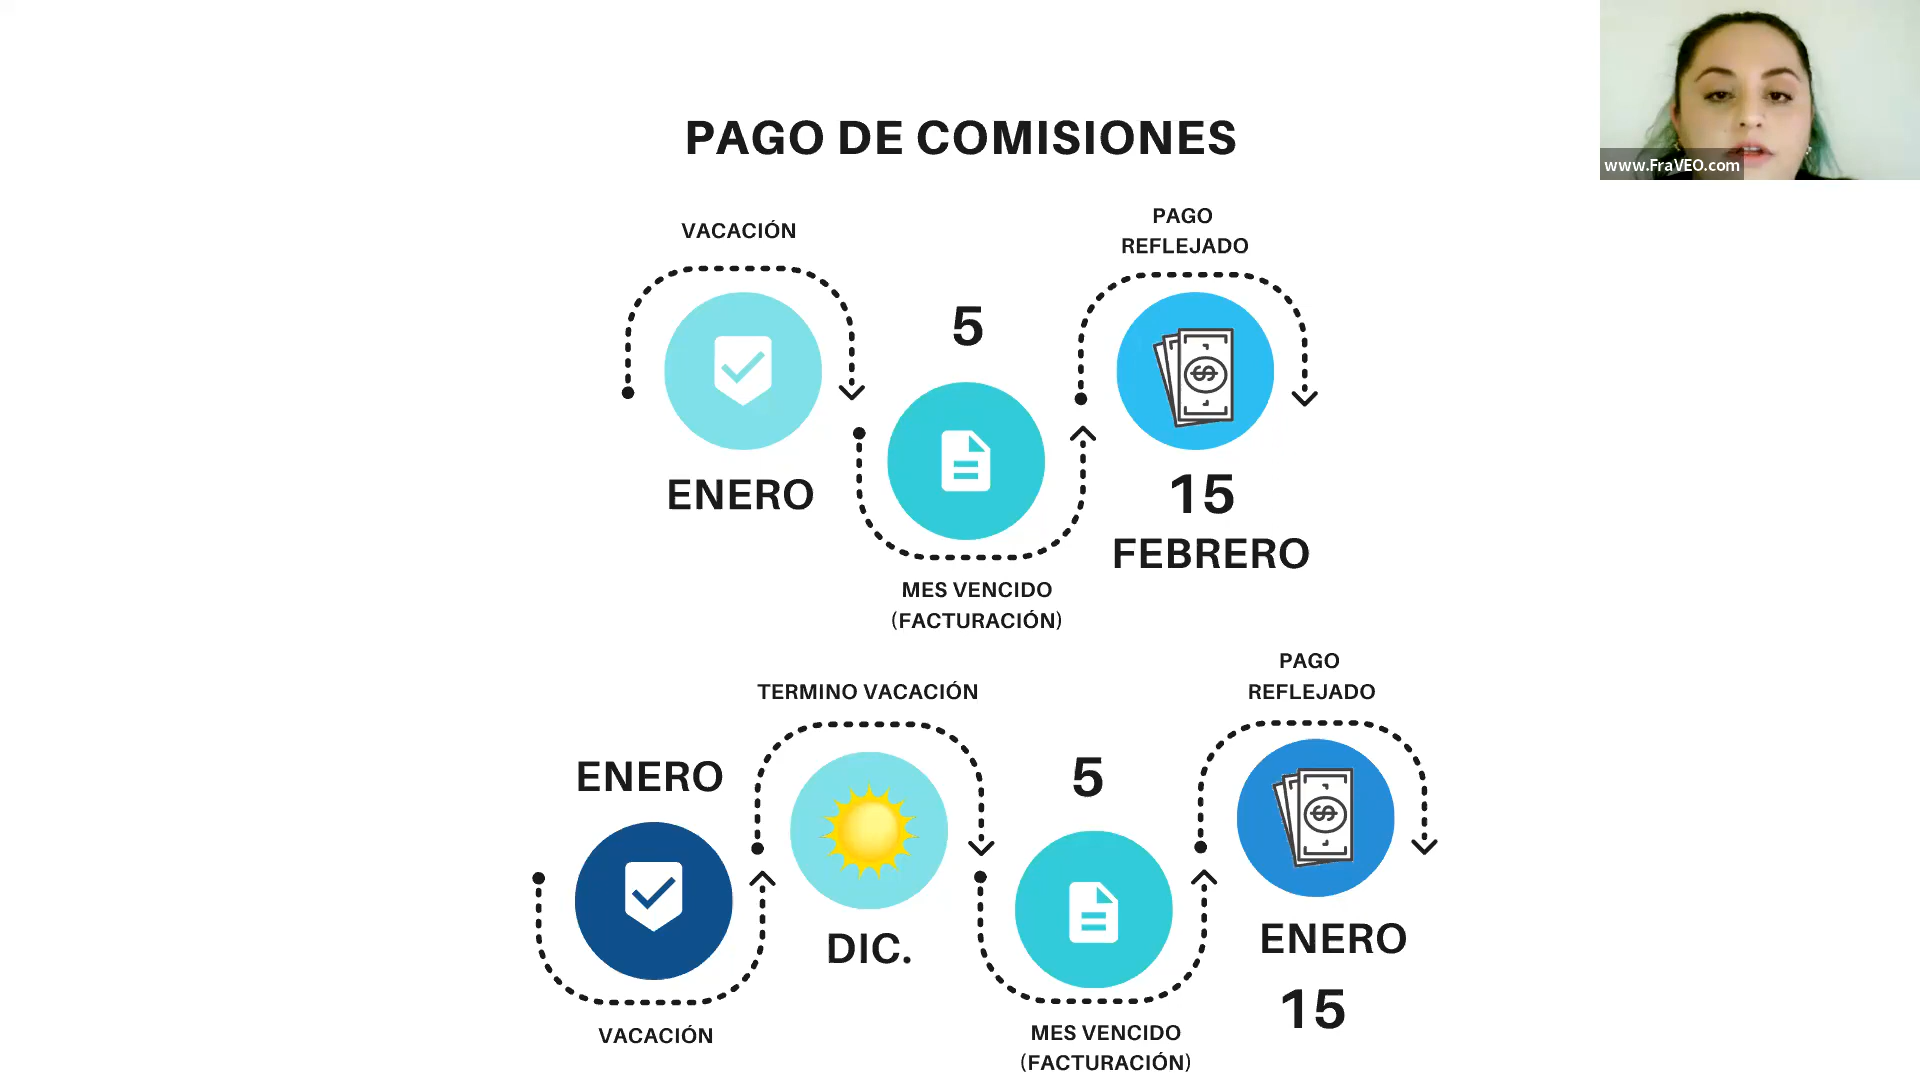 PAGO DE COMISIONES
www.FraVEO.com
VACACIÓN
PAGO
REFLEJADO
5
ENERO
15
FEBRERO
MES VENCIDO
(FACTURACIÓN)
TERMINO VACACIÓN
PAGO
REFLEJADO
ENERO
5
DIC.
ENERO
15
VACACIÓN
MES VENCIDO
(FACTURACIÓN)